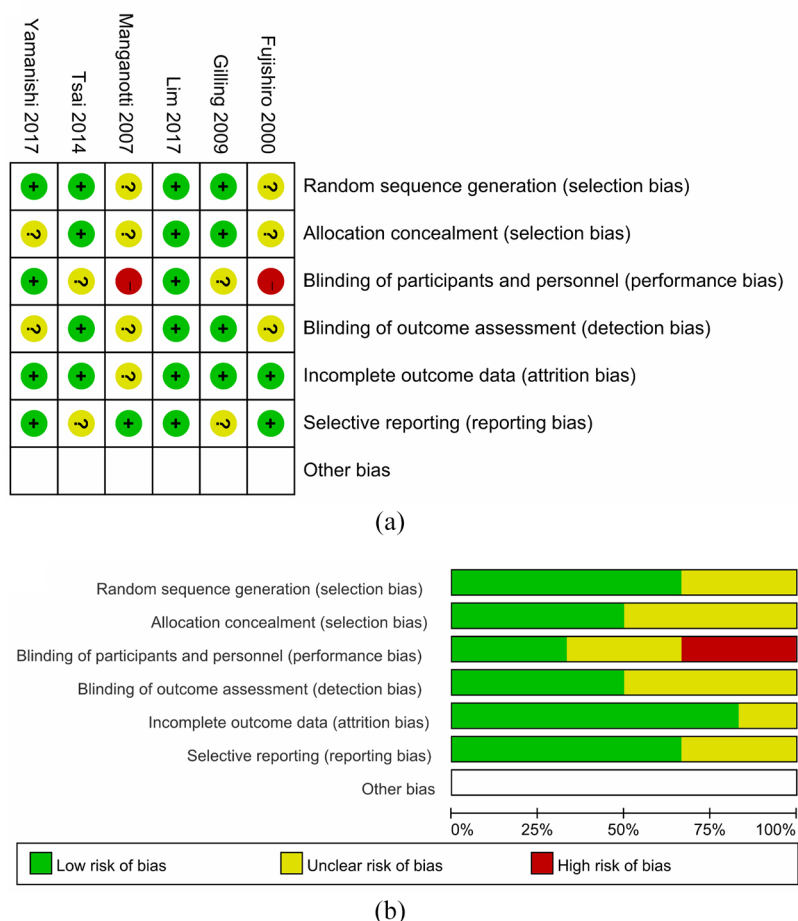 Yamanishi 2017
Tsai 2014
Manganotti 2007
Lim 2017
Gilling 2009
Fujishiro 2000
+ + ? + + ? Random sequence generation (selection bias)
? + ? + + ? Allocation concealment (selection bias)
+ ? – + ? – Blinding of participants and personnel (performance bias)
? + ? + + ? Blinding of outcome assessment (detection bias)
+ + ? + + + Incomplete outcome data (attrition bias)
+ ? + + ? + Selective reporting (reporting bias)
Other bias
(a)
Random sequence generation (selection bias)
Allocation concealment (selection bias)
Blinding of participants and personnel (performance bias)
Blinding of outcome assessment (detection bias)
Incomplete outcome data (attrition bias)
Selective reporting (reporting bias)
Other bias
0% 25% 50% 75% 100%
Low risk of bias Unclear risk of bias High risk of bias
(b)